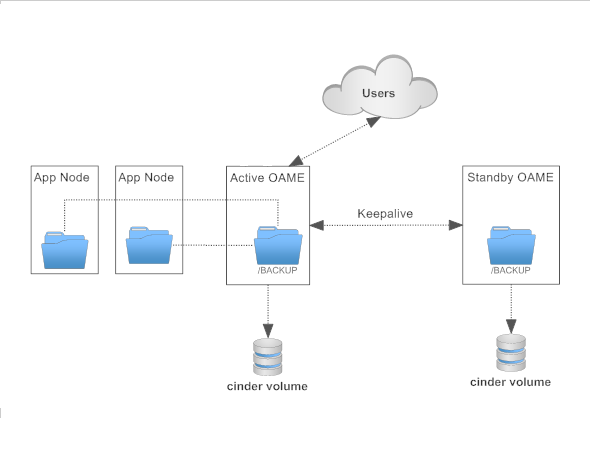 Users
App Node
App Node
Active OAME
Standby OAME
Keepalive
/BACKUP
/BACKUP
cinder volume
cinder volume